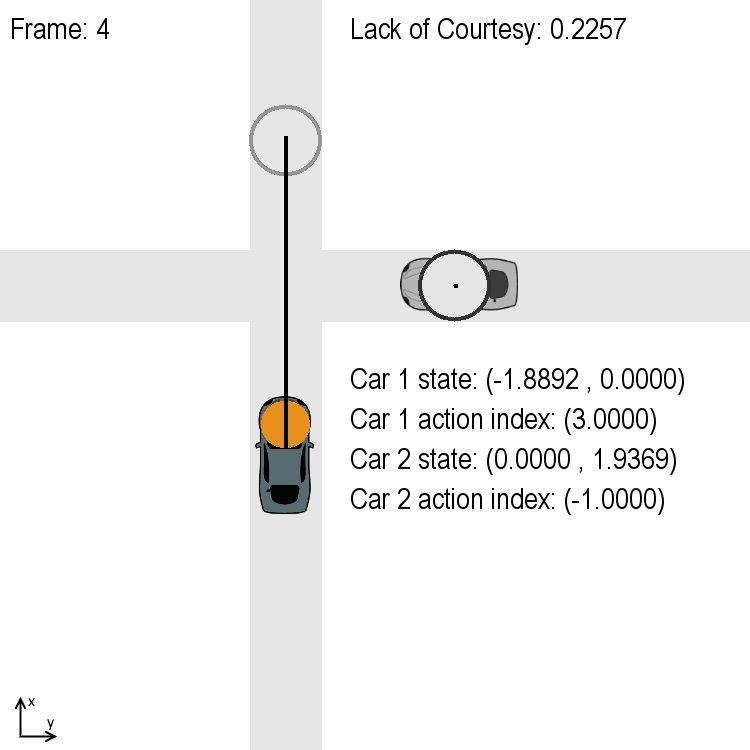 Frame: 4
Lack of Courtesy: 0.2257
Car 1 state: (-1.8892 , 0.0000)
Car 1 action index: (3.0000)
Car 2 state: (0.0000 , 1.9369)
Car 2 action index: (-1.0000)
x
y